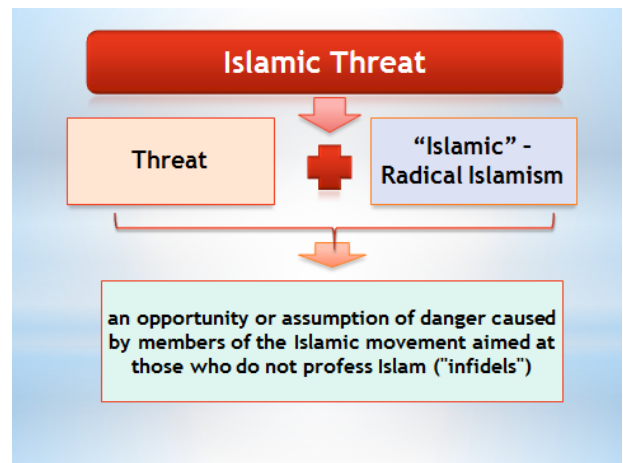 Islamic Threat
Threat
“Islamic” -
Radical Islamism
an opportunity or assumption of danger caused
by members of the Islamic movement aimed at
those who do not profess Islam ("infidels")